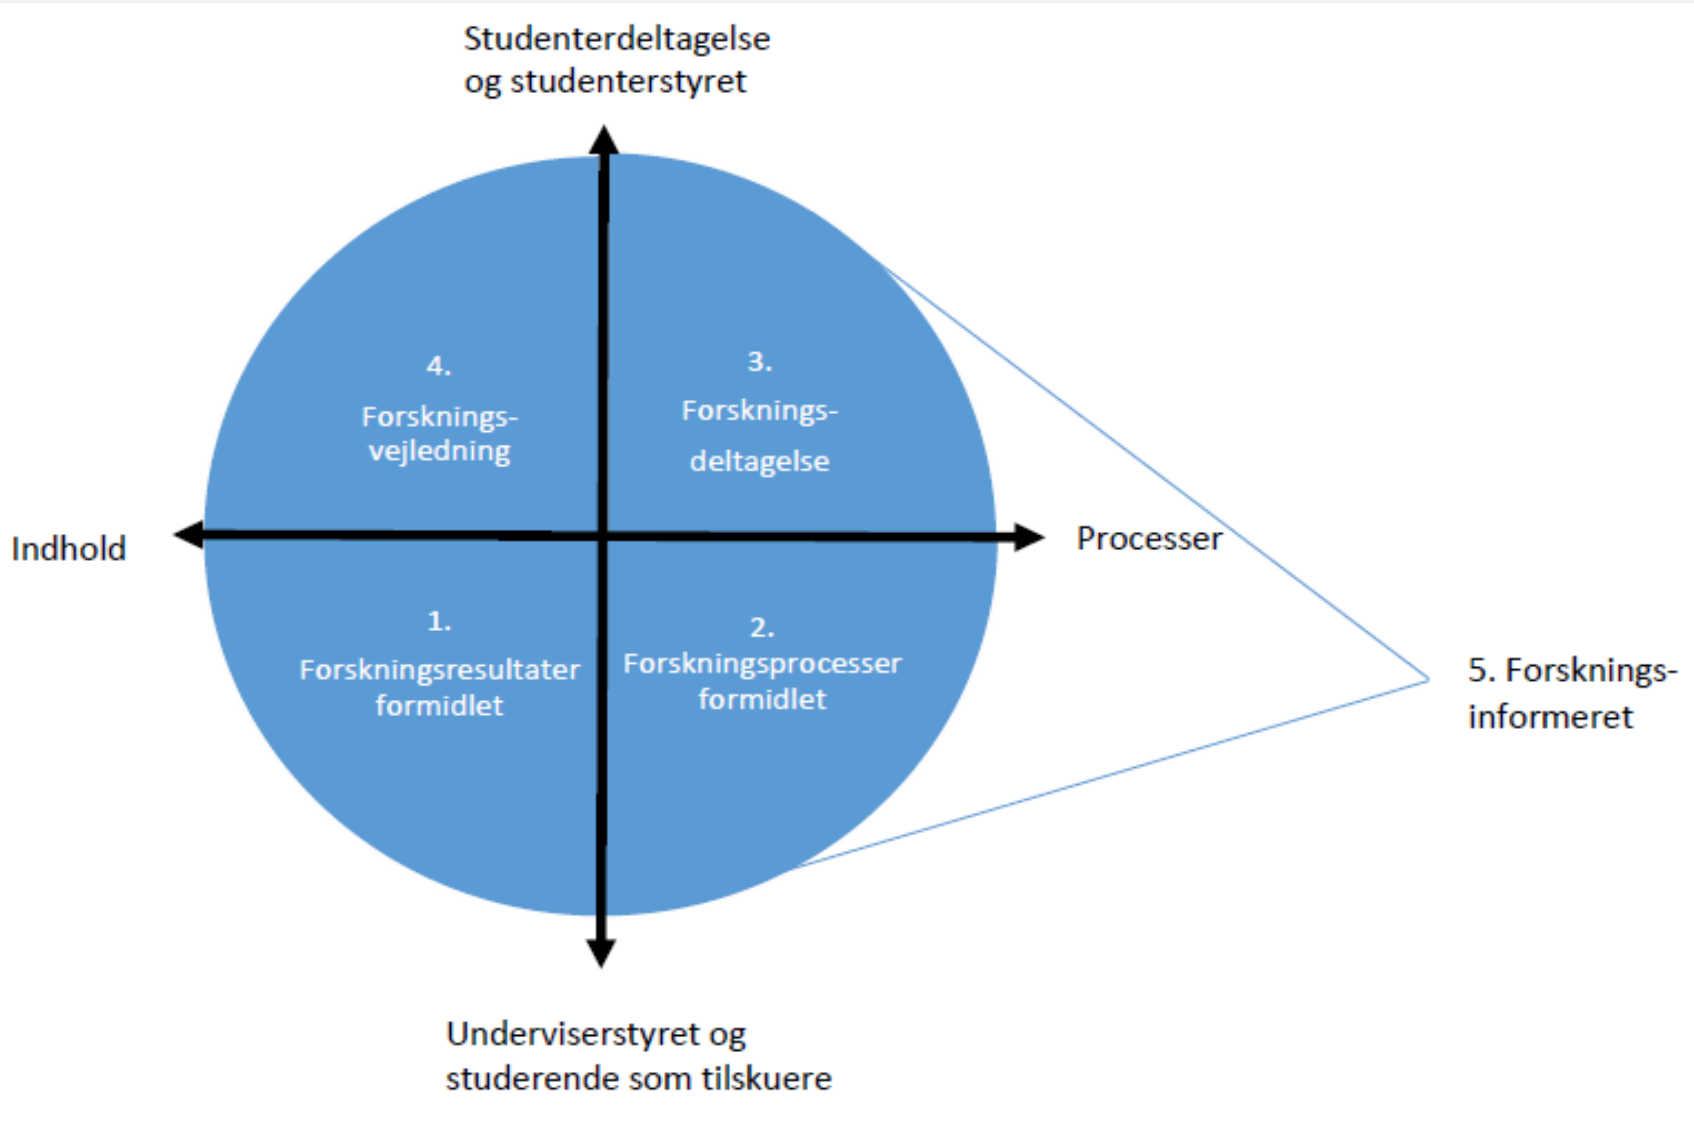 Studenterdeltagelse
og studenterstyret
4.
Forsknings-
vejledning
3.
Forsknings-
deltagelse
Indhold
Processer
1.
Forskningsresultater
formidlet
2.
Forskningsprocesser
formidlet
5. Forsknings-
informeret
Underviserstyret og
studerende som tilskuere